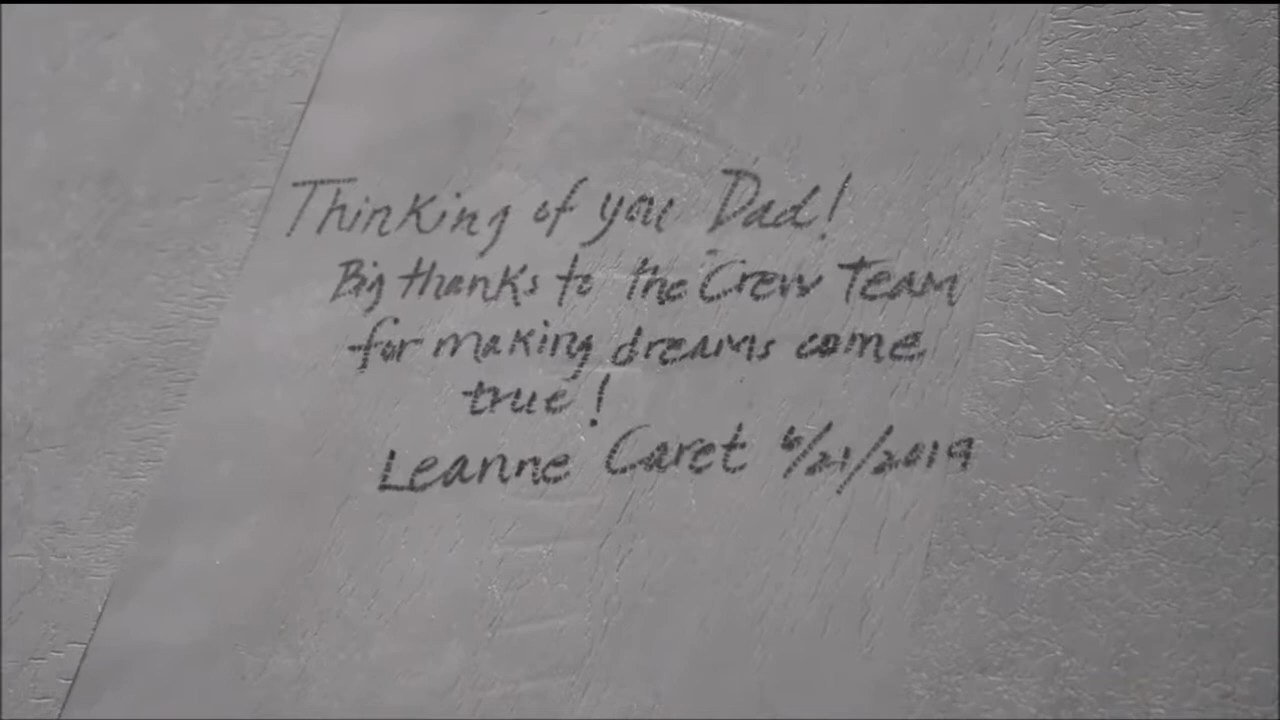 Thinking of you Dad!
Big thanks to the Crew Team
for making dreams come
true!
Leanne Caret 6/21/2019